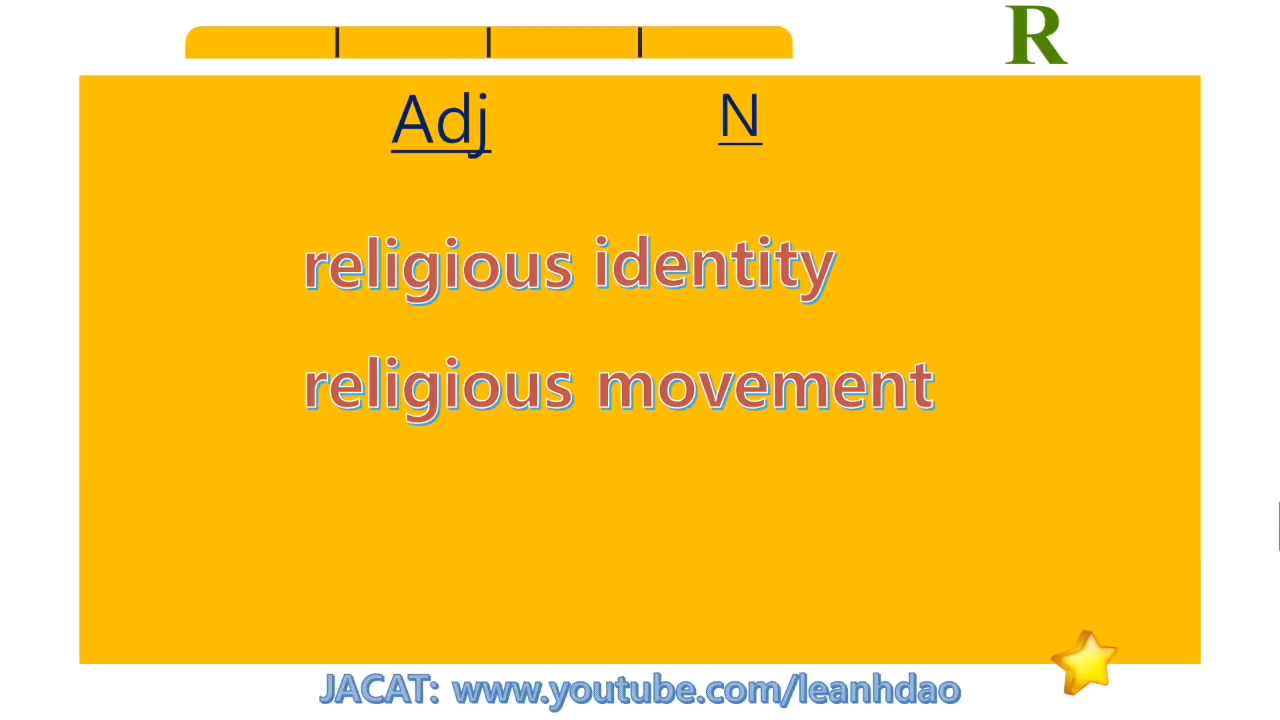 R
Adj N
religious identity
religious movement
JACAT: www.youtube.com/leanhdao